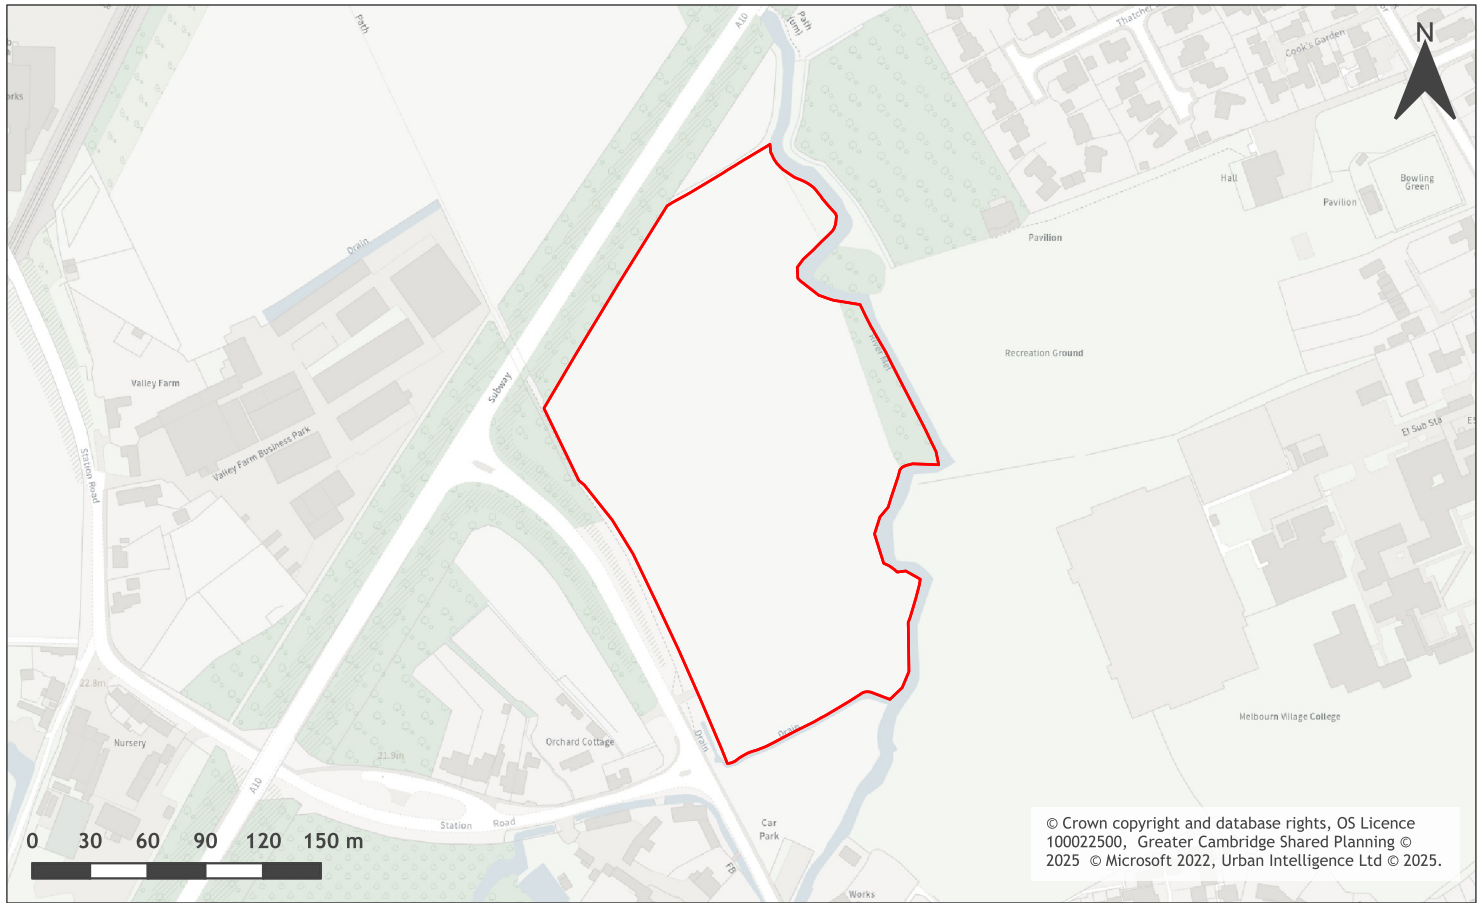 Path
A10
Path
(um)
Thatcher
Cook's Garden
N
orks
Hall
Bowling
Green
Pavilion
Drain
Pavilion
Valley Farm
Subway
River Mel
Recreation Ground
Valley Farm Business Park
El Sub Sta
Station Road
22.8m
Nursery
21.9m
Orchard Cottage
Drain
Drain
Melbourn Village College
A10
Station Road
Car
Park
FB
Works
0 30 60 90 120 150 m
© Crown copyright and database rights, OS Licence
100022500, Greater Cambridge Shared Planning ©
2025 © Microsoft 2022, Urban Intelligence Ltd © 2025.